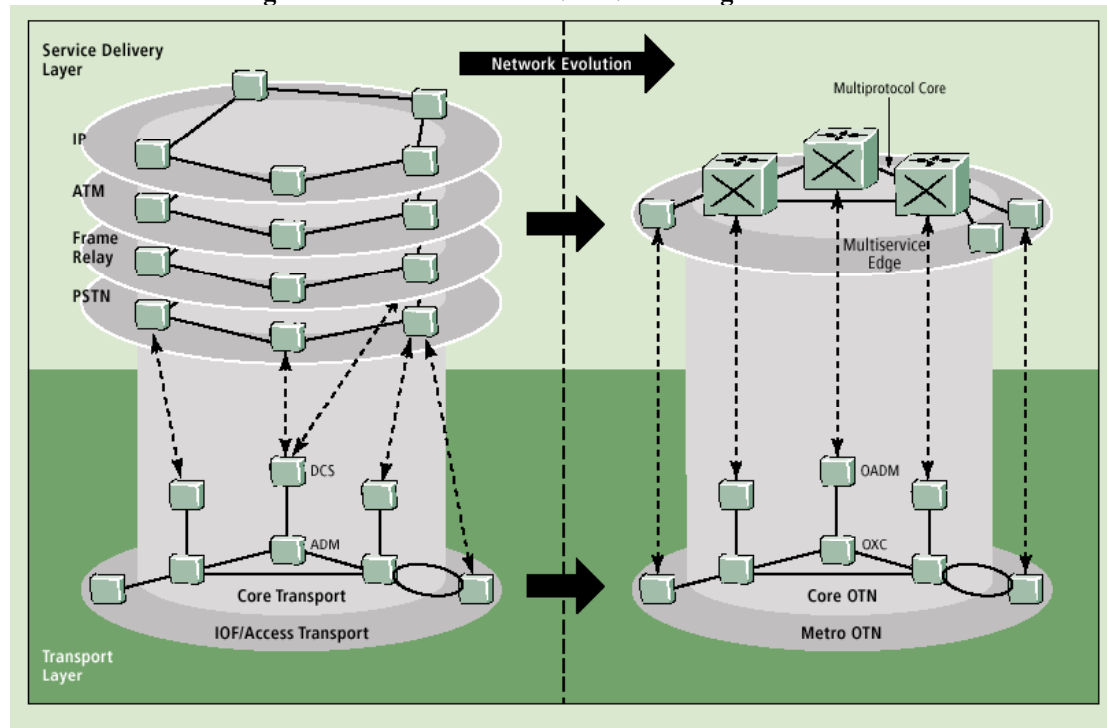 Service Delivery
Layer
Network Evolution
Multiprotocol Core
IP
ATM
Frame
Relay
PSTN
Multiservice
Edge
DCS
OADM
ADM
OXC
Core Transport
Core OTN
IOF/Access Transport
Metro OTN
Transport
Layer